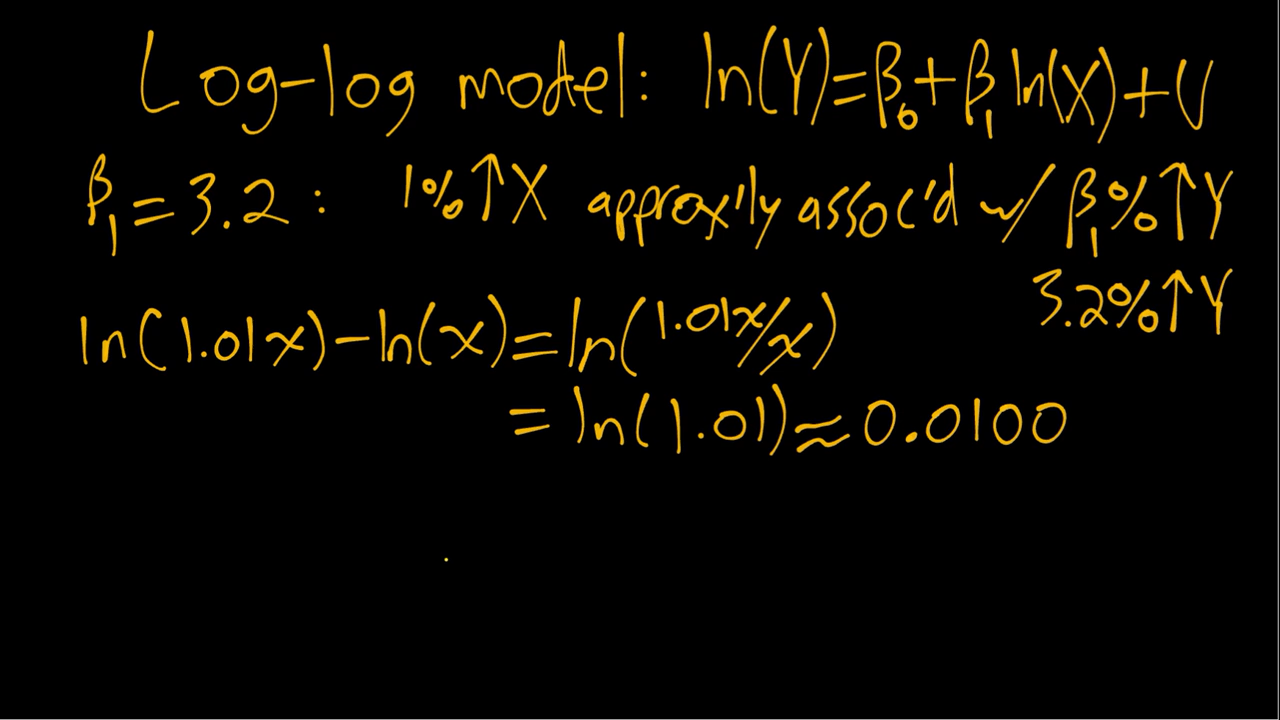 Log-log model: ln(Y)=β₀+β₁ln(X)+U
β₁=3.2: 1%↑X approx'ly assoc'd w/ β₁%↑Y
3.2%↑Y
ln(1.01x)-ln(x)=ln(1.01x/x)
=ln(1.01)≈0.0100